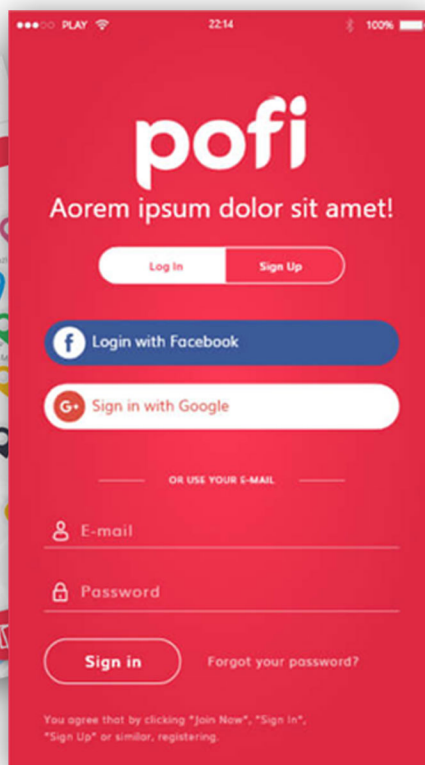 PLAY 22:14 100%
pofi
Aorem ipsum dolor sit amet!
Log In Sign Up
f Login with Facebook
G+ Sign in with Google
OR USE YOUR E-MAIL
E-mail
Password
Sign in Forgot your password?
You agree that by clicking "Join Now", "Sign In",
"Sign Up" or similar, registering.